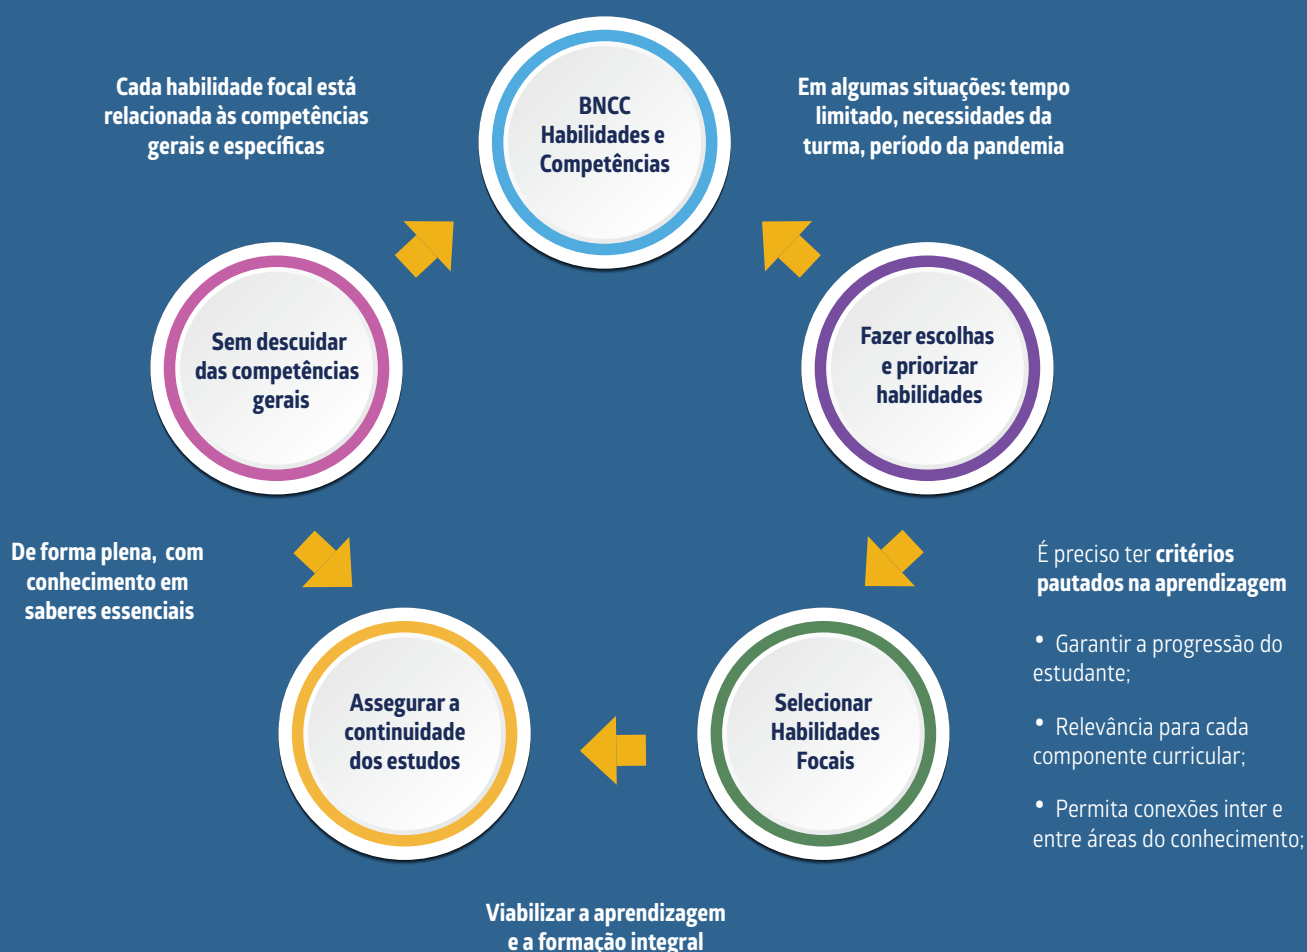 Cada habilidade focal está
relacionada às competências
gerais e específicas
BNCC
Habilidades e
Competências
Em algumas situações: tempo
limitado, necessidades da
turma, período da pandemia
Sem descuidar
das competências
gerais
Fazer escolhas
e priorizar
habilidades
De forma plena, com
conhecimento em
saberes essenciais
É preciso ter critérios
pautados na aprendizagem
• Garantir a progressão do
estudante;
• Relevância para cada
componente curricular;
• Permita conexões inter e
entre áreas do conhecimento;
Assegurar a
continuidade
dos estudos
Selecionar
Habilidades
Focais
Viabilizar a aprendizagem
e a formação integral